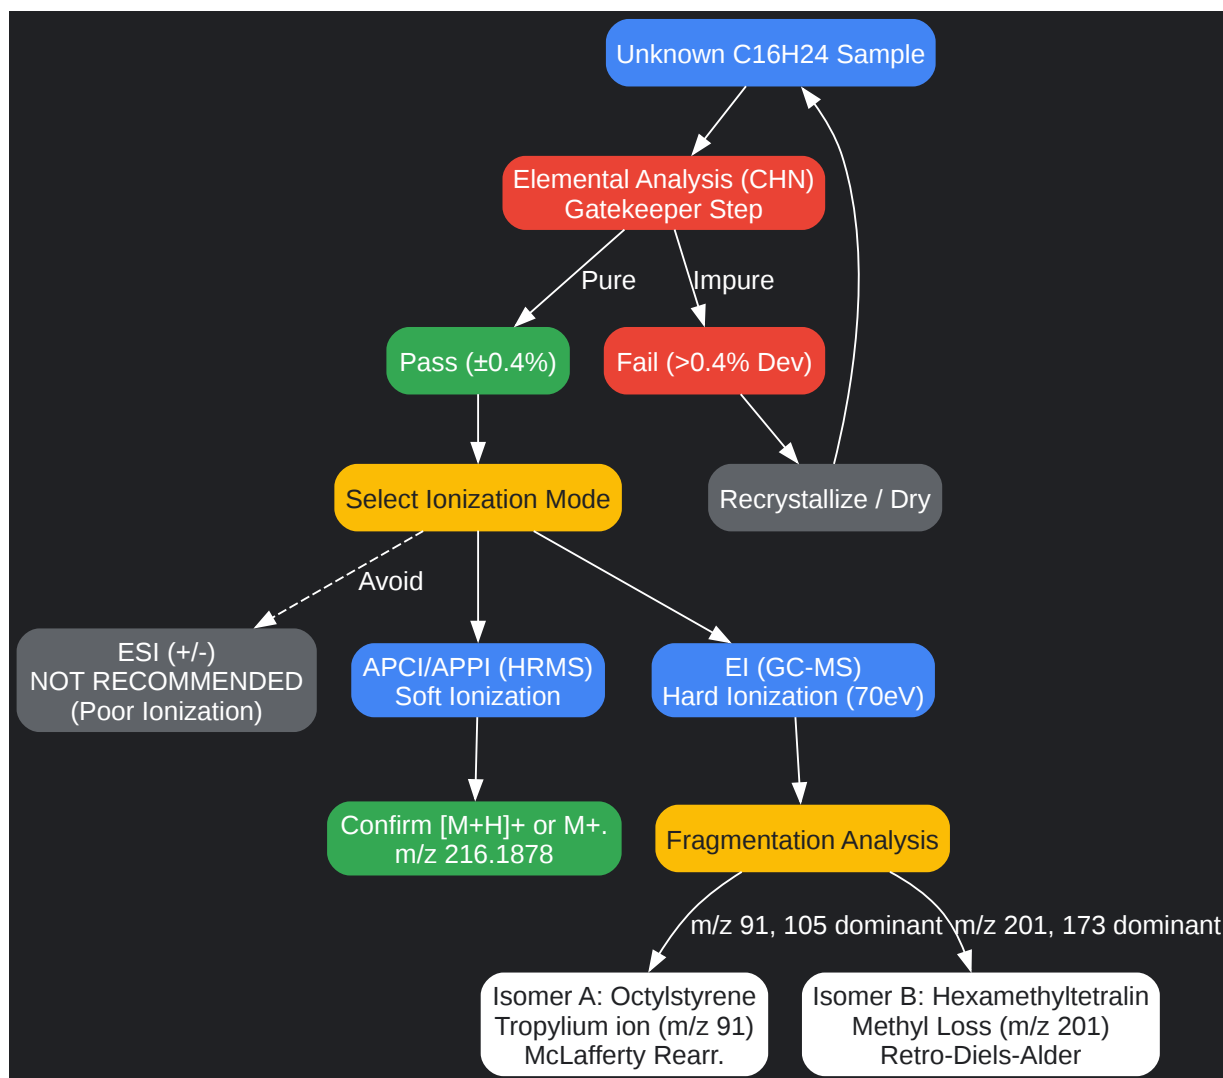 Unknown C16H24 Sample
Elemental Analysis (CHN)
Gatekeeper Step
Pure
Impure
Pass (±0.4%)
Fail (>0.4% Dev)
Select Ionization Mode
Recrystallize / Dry
Avoid
ESI (+/-)
NOT RECOMMENDED
(Poor Ionization)
APCI/APPI (HRMS)
Soft Ionization
EI (GC-MS)
Hard Ionization (70eV)
Confirm [M+H]+ or M+.
m/z 216.1878
Fragmentation Analysis
m/z 91, 105 dominant
m/z 201, 173 dominant
Isomer A: Octylstyrene
Tropylium ion (m/z 91)
McLafferty Rearr.
Isomer B: Hexamethyltetralin
Methyl Loss (m/z 201)
Retro-Diels-Alder